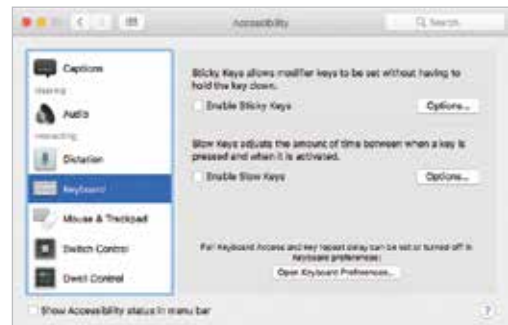 Accessibility
Search
Captions
Hearing
Audio
Interacting
Dictation
Keyboard
Mouse & Trackpad
Switch Control
Dwell Control
Sticky Keys allows modifier keys to be set without having to
hold the key down.
Enable Sticky Keys
Options...
Slow Keys adjusts the amount of time between when a key is
pressed and when it is activated.
Enable Slow Keys
Options...
Full Keyboard Access and key repeat delay can be set or turned off in
Keyboard preferences:
Open Keyboard Preferences...
Show Accessibility status in menu bar
?